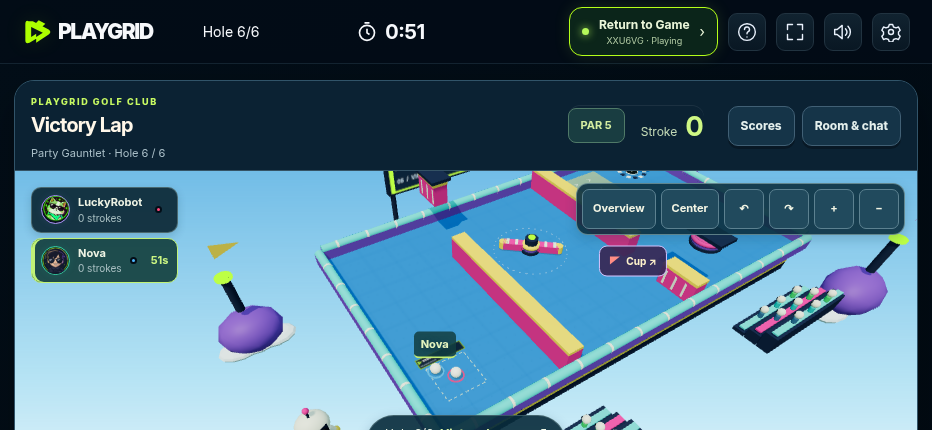 PLAYGRID
Hole 6/6
0:51
Return to Game
XXU6VG · Playing
PLAYGRID GOLF CLUB
Victory Lap
Party Gauntlet · Hole 6 / 6
PAR 5
Stroke 0
Scores
Room & chat
LuckyRobot
0 strokes
Nova
0 strokes
51s
Overview
Center
↶
↷
+
−
Cup ↗
Nova